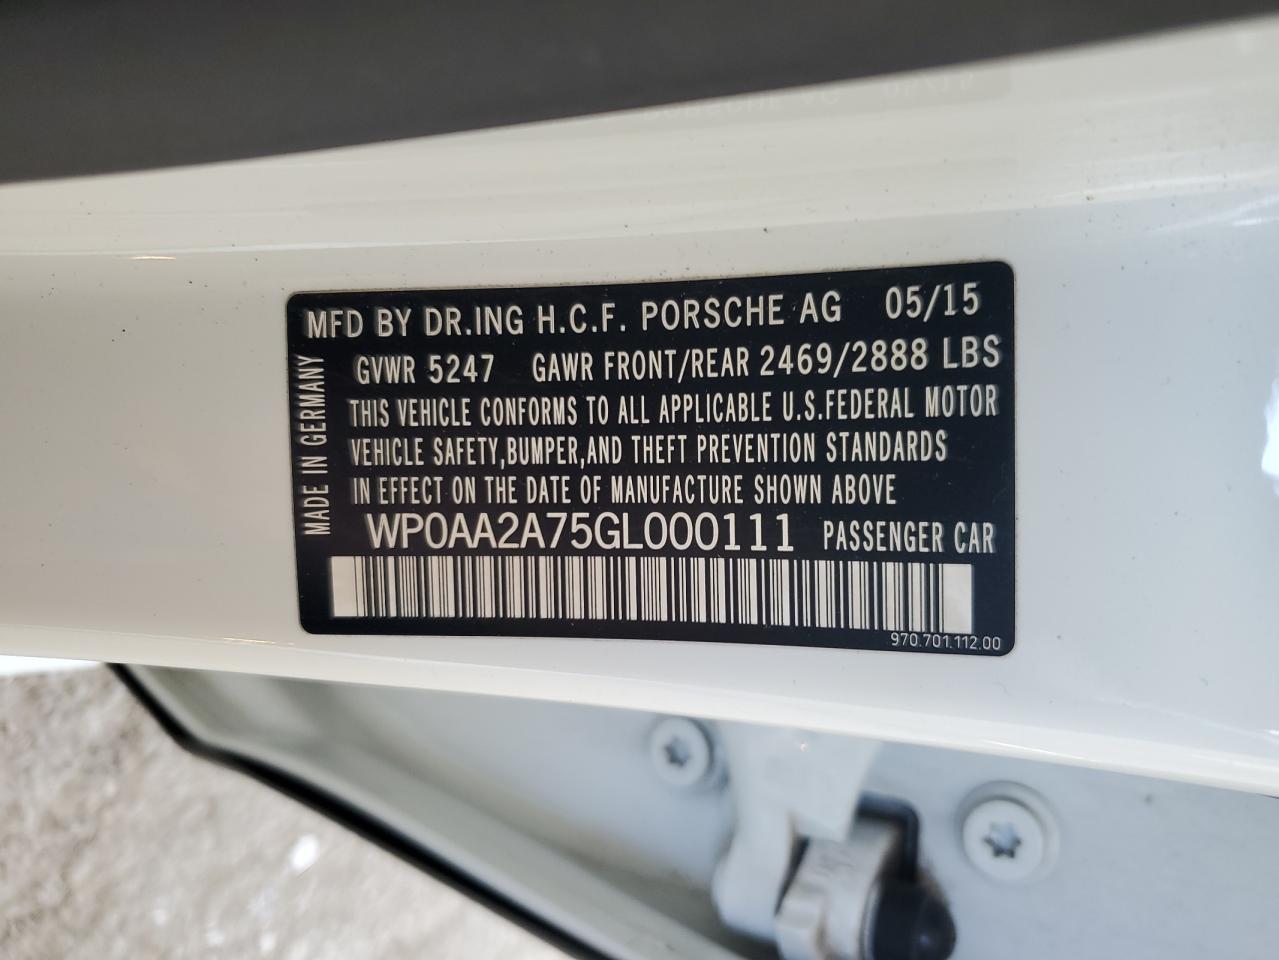 MFD BY DR.ING H.C.F. PORSCHE AG 05/15
GVWR 5247 GAWR FRONT/REAR 2469/2888 LBS
THIS VEHICLE CONFORMS TO ALL APPLICABLE U.S.FEDERAL MOTOR
VEHICLE SAFETY,BUMPER,AND THEFT PREVENTION STANDARDS
IN EFFECT ON THE DATE OF MANUFACTURE SHOWN ABOVE
WP0AA2A75GL000111 PASSENGER CAR
970.701.112.00
MADE IN GERMANY